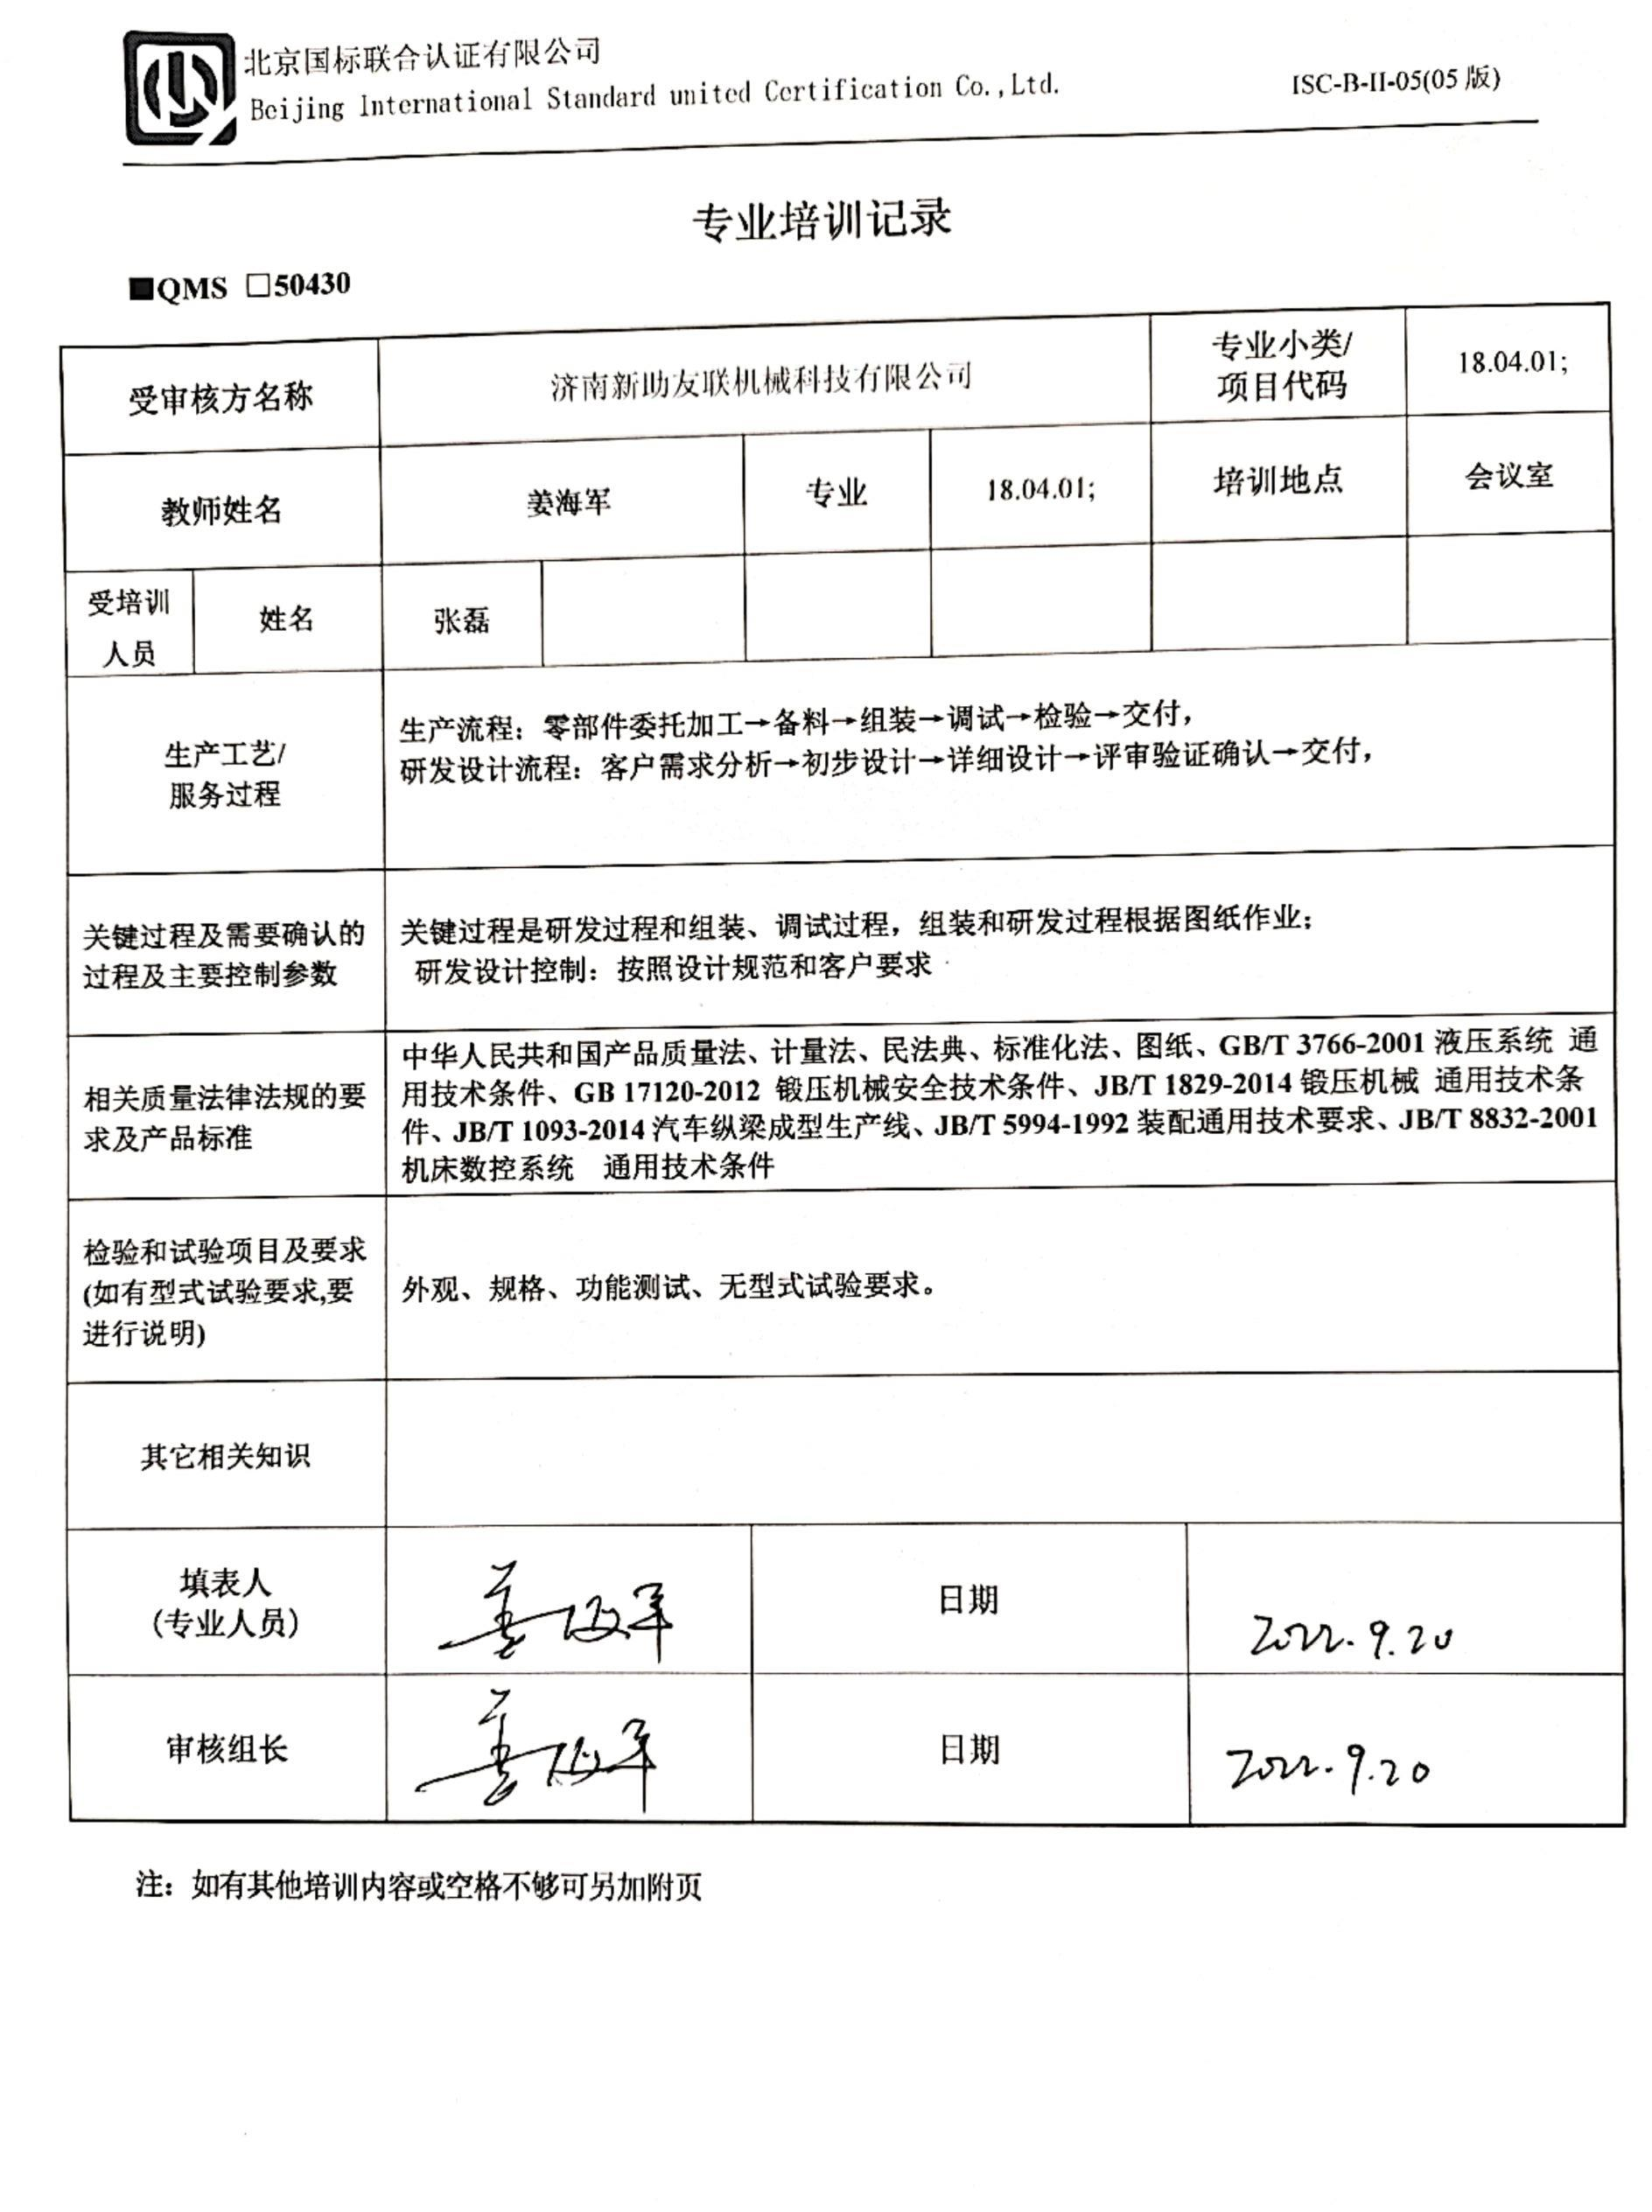 北京国标联合认证有限公司
Beijing International Standard united Certification Co.,Ltd.
ISC-B-II-05(05版)
专业培训记录
■QMS □50430
受审核方名称
济南新助友联机械科技有限公司
专业小类/
项目代码
18.04.01;
教师姓名
姜海军
专业
18.04.01;
培训地点
会议室
受培训
人员
姓名
张磊
生产工艺/
服务过程
生产流程：零部件委托加工→备料→组装→调试→检验→交付，
研发设计流程：客户需求分析→初步设计→详细设计→评审验证确认→交付，
关键过程及需要确认的
过程及主要控制参数
关键过程是研发过程和组装、调试过程，组装和研发过程根据图纸作业；
研发设计控制：按照设计规范和客户要求
相关质量法律法规的要
求及产品标准
中华人民共和国产品质量法、计量法、民法典、标准化法、图纸、GB/T 3766-2001 液压系统 通
用技术条件、GB 17120-2012 锻压机械安全技术条件、JB/T 1829-2014 锻压机械 通用技术条
件、JB/T 1093-2014 汽车纵梁成型生产线、JB/T 5994-1992 装配通用技术要求、JB/T 8832-2001
机床数控系统 通用技术条件
检验和试验项目及要求
(如有型式试验要求,要
进行说明)
外观、规格、功能测试、无型式试验要求。
其它相关知识
填表人
（专业人员）
姜海军
日期
2022.9.20
审核组长
姜海军
日期
2022.9.20
注：如有其他培训内容或空格不够可另加附页